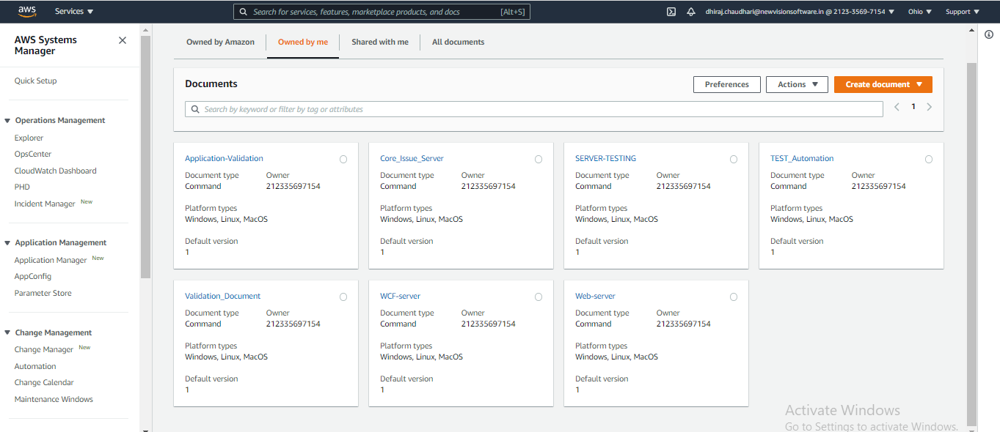 aws Services Search for services, features, marketplace products, and docs [Alt+S] dhiraj.chaudhari@newvisionsoftware.in @ 2123-3569-7154 Ohio Support
AWS Systems
Manager
Quick Setup
Operations Management
Explorer
OpsCenter
CloudWatch Dashboard
PHD
Incident Manager New
Application Management
Application Manager New
AppConfig
Parameter Store
Change Management
Change Manager New
Automation
Change Calendar
Maintenance Windows
Owned by Amazon Owned by me Shared with me All documents
Documents Preferences Actions Create document
Search by keyword or filter by tag or attributes 1
Application-Validation
Document type Owner
Command 212335697154
Platform types
Windows, Linux, MacOS
Default version
1
Core_Issue_Server
Document type Owner
Command 212335697154
Platform types
Windows, Linux, MacOS
Default version
1
SERVER-TESTING
Document type Owner
Command 212335697154
Platform types
Windows, Linux, MacOS
Default version
1
TEST_Automation
Document type Owner
Command 212335697154
Platform types
Windows, Linux, MacOS
Default version
1
Validation_Document
Document type Owner
Command 212335697154
Platform types
Windows, Linux, MacOS
Default version
1
WCF-server
Document type Owner
Command 212335697154
Platform types
Windows, Linux, MacOS
Default version
1
Web-server
Document type Owner
Command 212335697154
Platform types
Windows, Linux, MacOS
Default version
1
Activate Windows
Go to Settings to activate Windows.